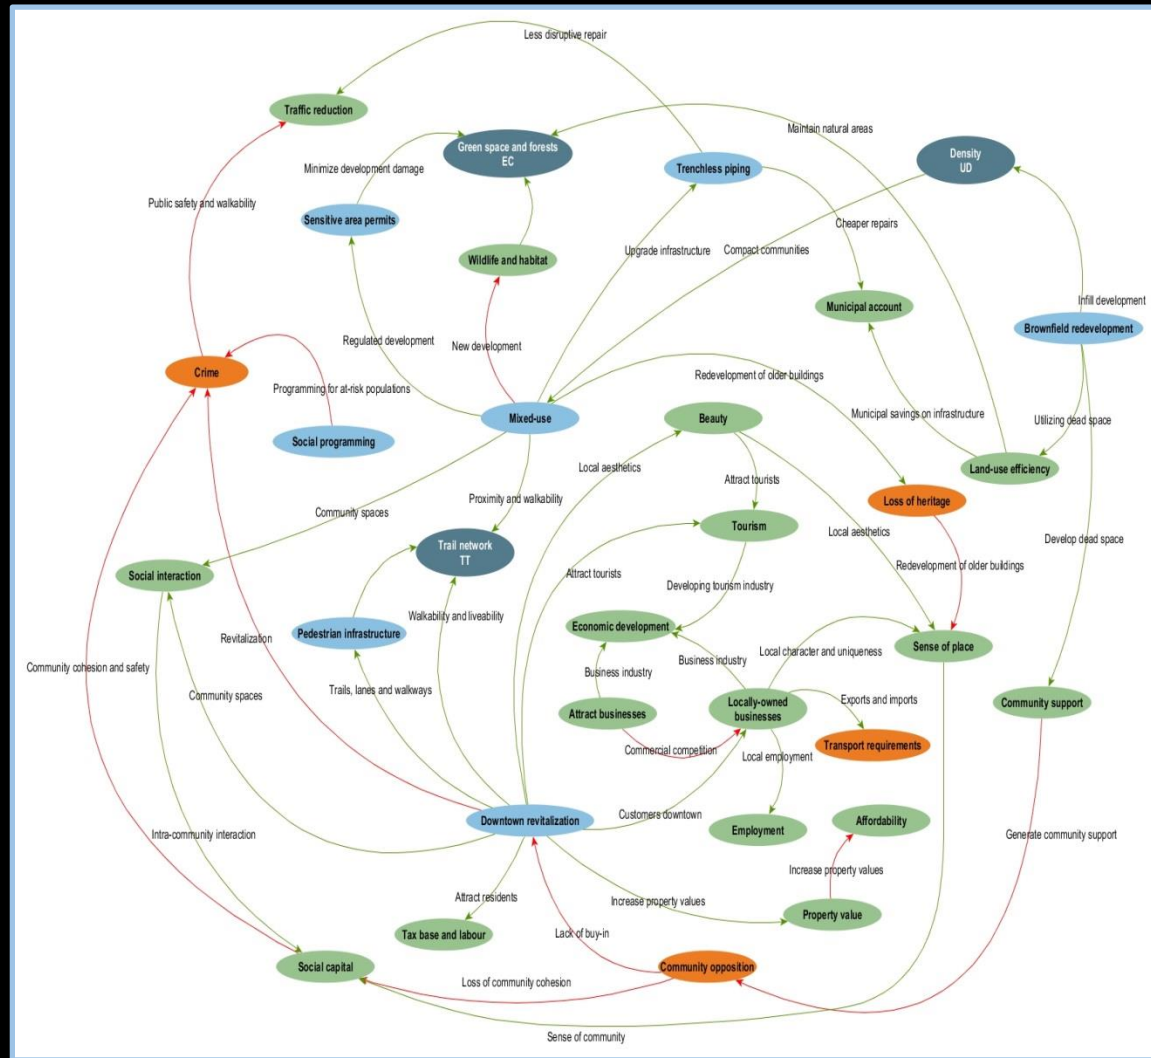 Less disruptive repair
Traffic reduction
Green space and forests
EC
Maintain natural areas
Density
UD
Minimize development damage
Trenchless piping
Public safety and walkability
Sensitive area permits
Cheaper repairs
Wildlife and habitat
Upgrade infrastructure
Compact communities
Municipal account
Infill development
Brownfield redevelopment
Regulated development
New development
Crime
Redevelopment of older buildings
Programming for at-risk populations
Mixed-use
Beauty
Municipal savings on infrastructure
Utilizing dead space
Social programming
Local aesthetics
Land-use efficiency
Attract tourists
Proximity and walkability
Loss of heritage
Community spaces
Tourism
Local aesthetics
Trail network
TT
Develop dead space
Social interaction
Attract tourists
Redevelopment of older buildings
Developing tourism industry
Walkability and liveability
Economic development
Pedestrian infrastructure
Revitalization
Sense of place
Local character and uniqueness
Business industry
Community cohesion and safety
Business industry
Community spaces
Trails, lanes and walkways
Exports and imports
Locally-owned
businesses
Community support
Attract businesses
Transport requirements
Commercial competition
Local employment
Downtown revitalization
Customers downtown
Affordability
Employment
Intra-community interaction
Generate community support
Increase property values
Attract residents
Increase property values
Property value
Tax base and labour
Lack of buy-in
Social capital
Community opposition
Loss of community cohesion
Sense of community